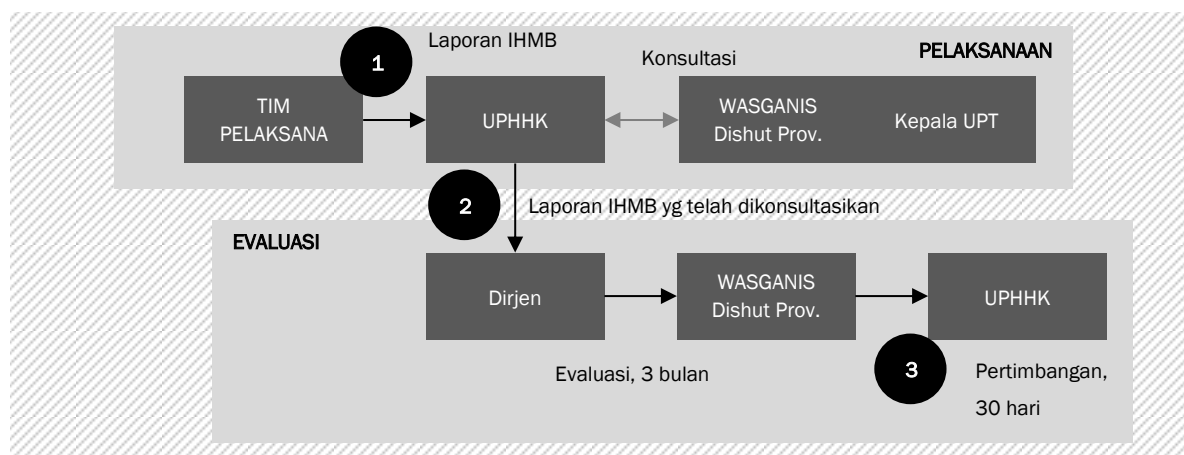 Laporan IHMB
PELAKSANAAN
1
Konsultasi
TIM
PELAKSANA
UPHHK
WASGANIS
Dishut Prov.
Kepala UPT
2
Laporan IHMB yg telah dikonsultasikan
EVALUASI
Dirjen
WASGANIS
Dishut Prov.
UPHHK
Evaluasi, 3 bulan
3
Pertimbangan,
30 hari